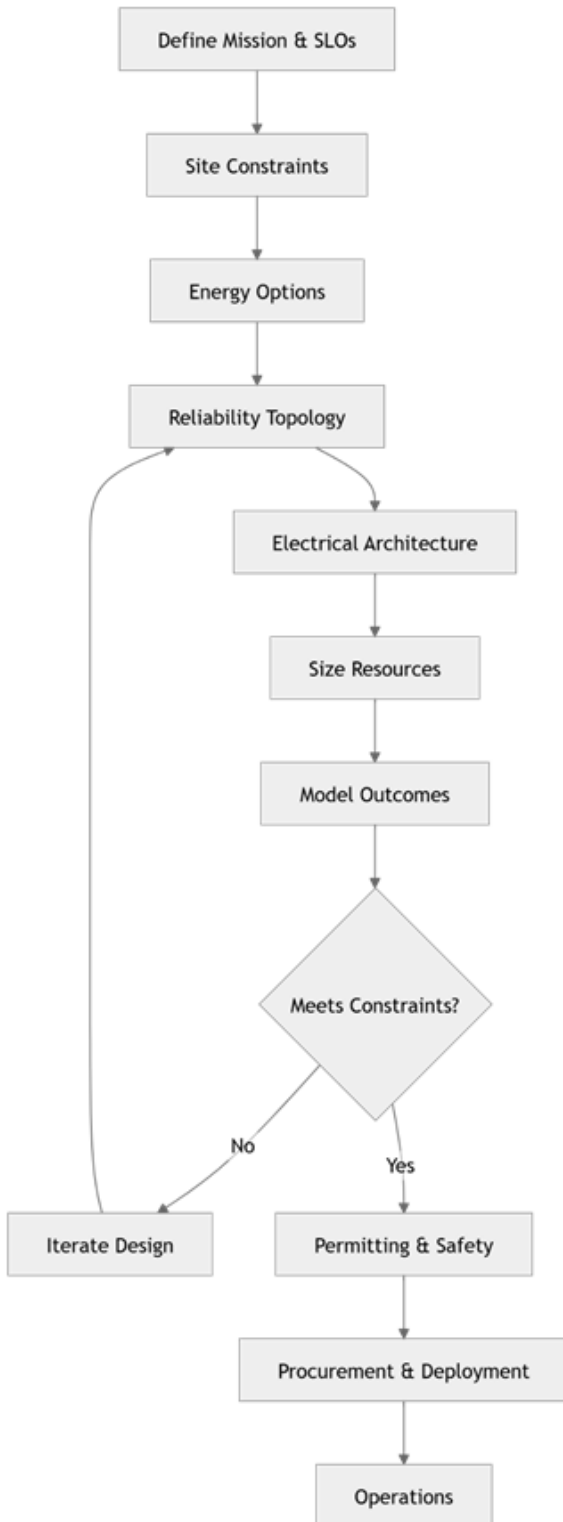 Define Mission & SLOs
Site Constraints
Energy Options
Reliability Topology
Electrical Architecture
Size Resources
Model Outcomes
Meets Constraints?
No
Yes
Iterate Design
Permitting & Safety
Procurement & Deployment
Operations